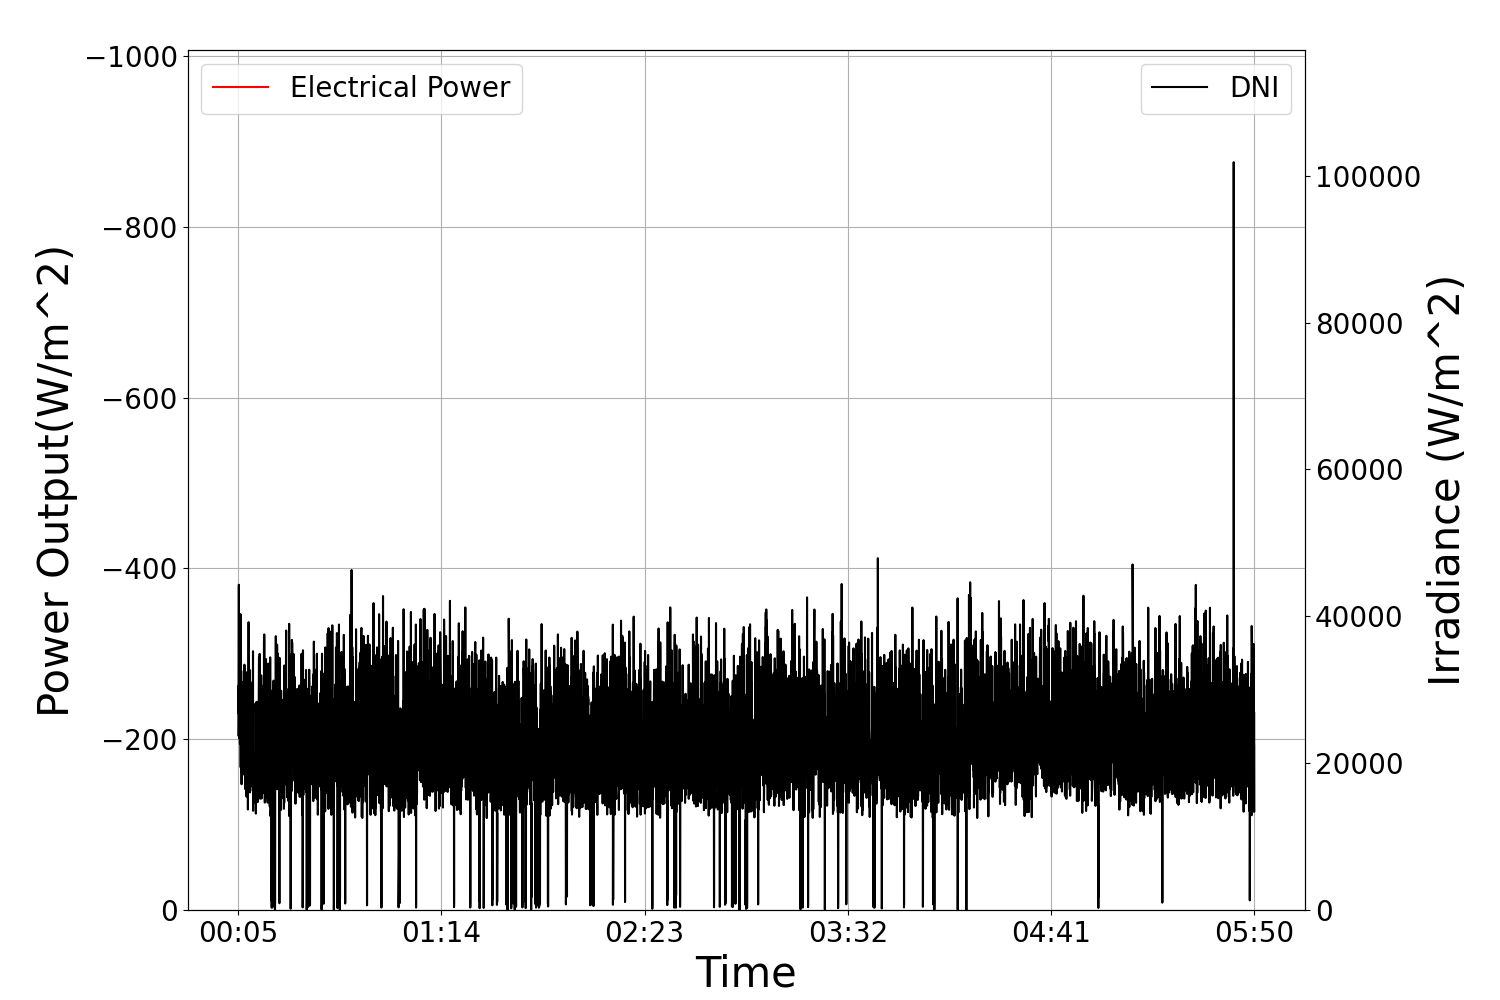 Electrical Power
DNI
−1000
−800
−600
−400
−200
0
Power Output(W/m^2)
100000
80000
60000
40000
20000
0
Irradiance (W/m^2)
00:05 01:14 02:23 03:32 04:41 05:50
Time